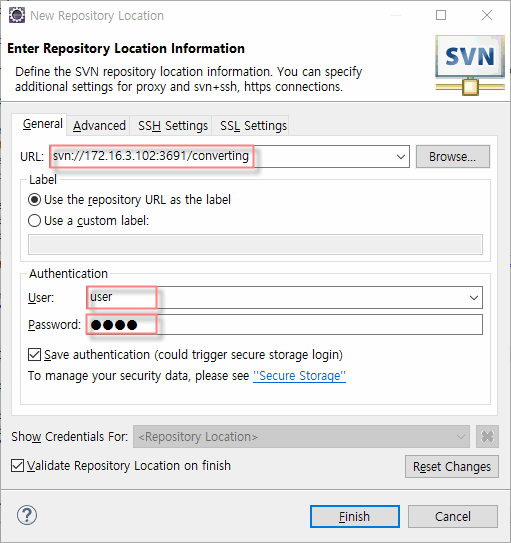 New Repository Location
Enter Repository Location Information
SVN
Define the SVN repository location information. You can specify
additional settings for proxy and svn+ssh, https connections.
General Advanced SSH Settings SSL Settings
URL: svn://172.16.3.102:3691/converting Browse...
Label
Use the repository URL as the label
Use a custom label:
Authentication
User: user
Password: ●●●●
Save authentication (could trigger secure storage login)
To manage your security data, please see "Secure Storage"
Show Credentials For: <Repository Location>
Validate Repository Location on finish Reset Changes
? Finish Cancel